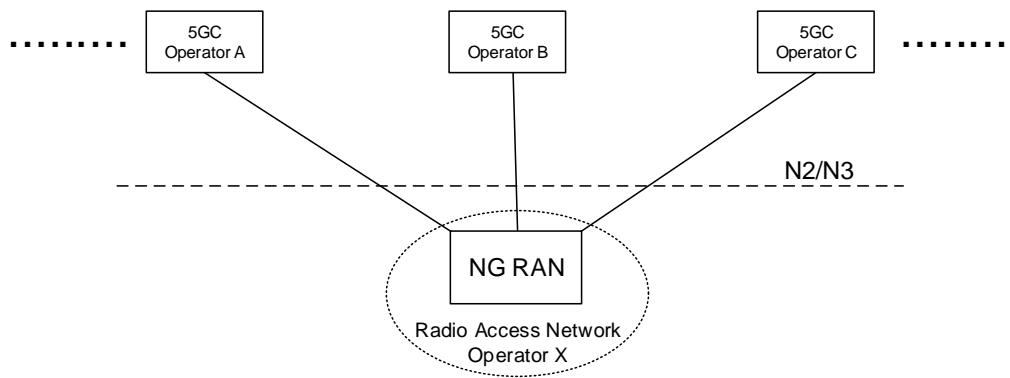 5GC
Operator A
5GC
Operator B
5GC
Operator C
N2/N3
NG RAN
Radio Access Network
Operator X